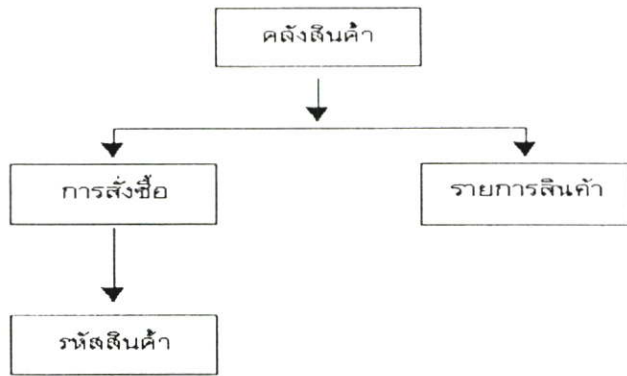 คลังสินค้า
การสั่งซื้อ
รายการสินค้า
รหัสสินค้า